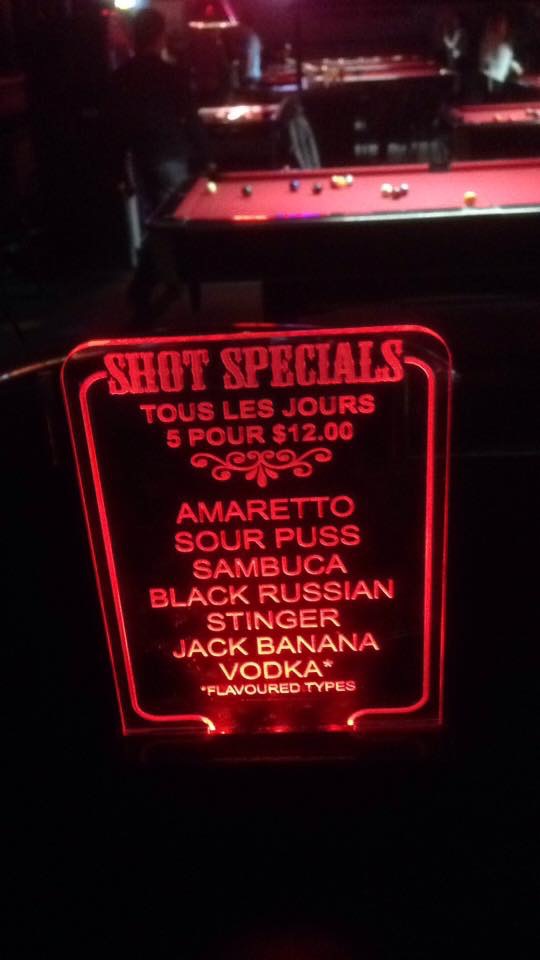 SHOT SPECIALS
TOUS LES JOURS
5 POUR $12.00
AMARETTO
SOUR PUSS
SAMBUCA
BLACK RUSSIAN
STINGER
JACK BANANA
VODKA*
*FLAVOURED TYPES